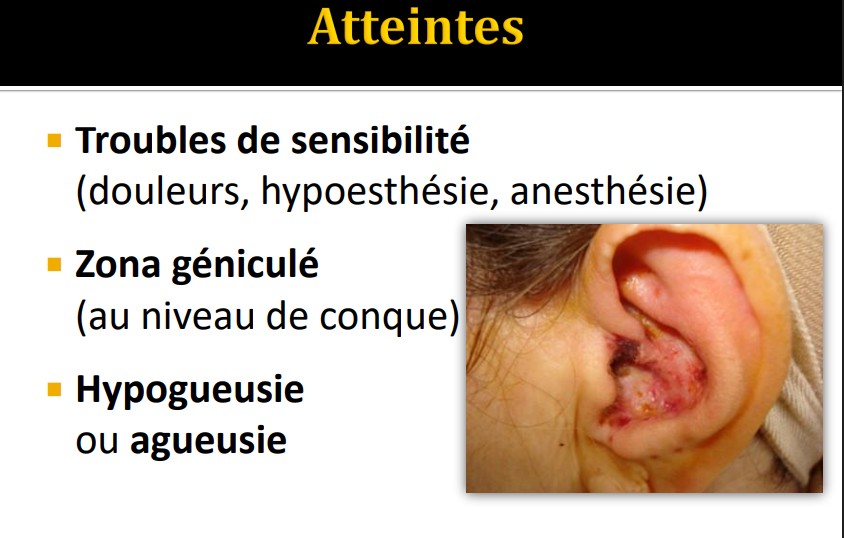 Atteintes
Troubles de sensibilité
(douleurs, hypoesthésie, anesthésie)
Zona géniculé
(au niveau de conque)
Hypogueusie
ou agueusie